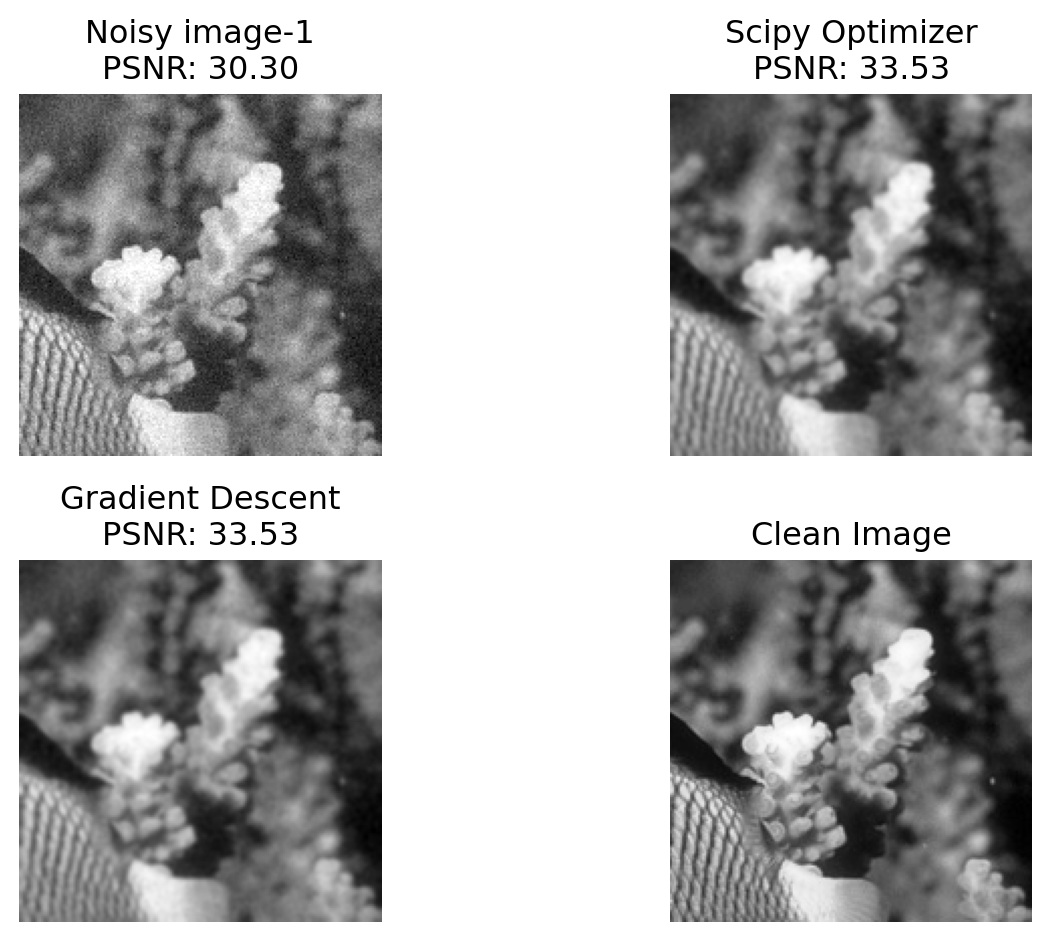 Noisy image-1
PSNR: 30.30
Scipy Optimizer
PSNR: 33.53
Gradient Descent
PSNR: 33.53
Clean Image